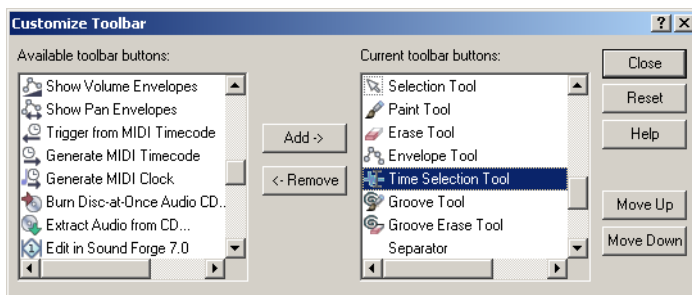 Customize Toolbar
Available toolbar buttons:
Show Volume Envelopes
Show Pan Envelopes
Trigger from MIDI Timecode
Generate MIDI Timecode
Generate MIDI Clock
Burn Disc-at-Once Audio CD..
Extract Audio from CD...
Edit in Sound Forge 7.0
Add ->
<- Remove
Current toolbar buttons:
Selection Tool
Paint Tool
Erase Tool
Envelope Tool
Time Selection Tool
Groove Tool
Groove Erase Tool
Separator
Close
Reset
Help
Move Up
Move Down